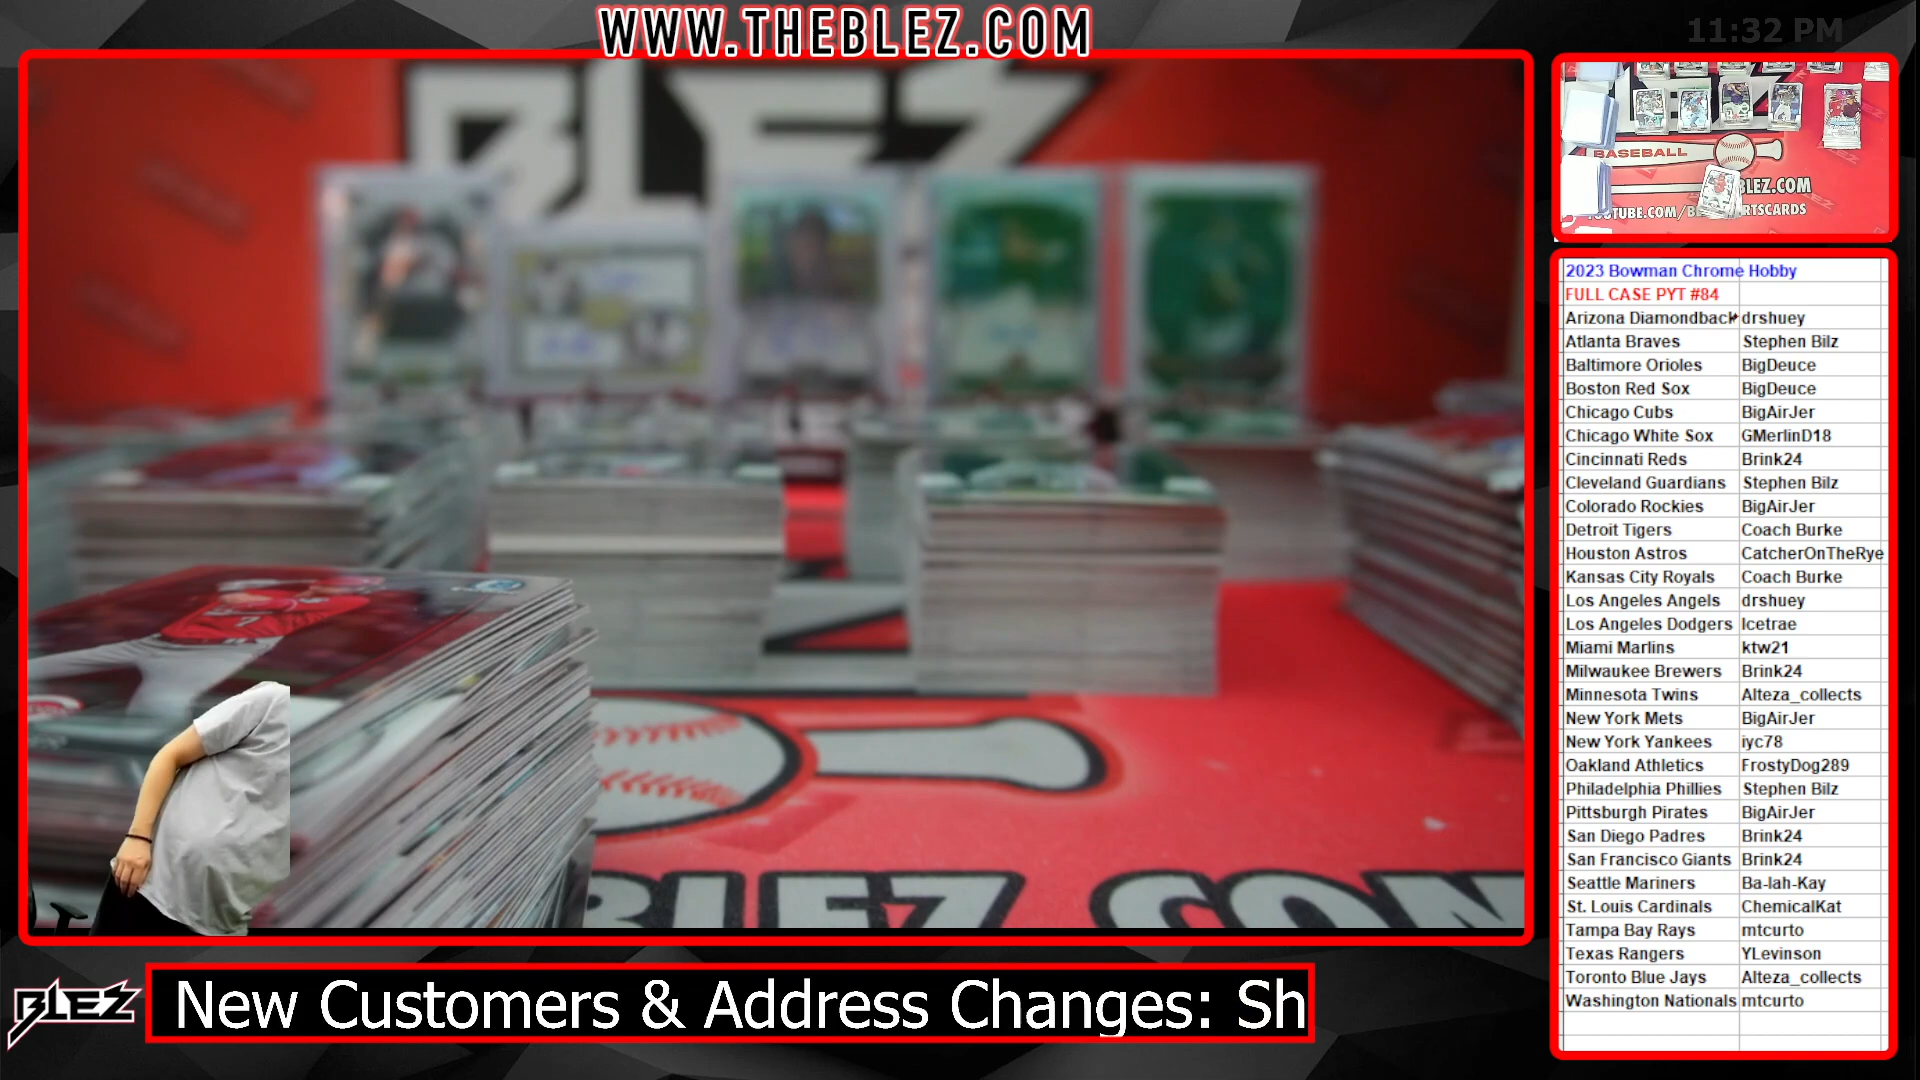 WWW.THEBLEZ.COM
11:32 PM
BLEZ
BASEBALL
BLEZ.COM
2023 Bowman Chrome Hobby
FULL CASE PYT #84
Arizona Diamondback drshuey
Atlanta Braves Stephen Bilz
Baltimore Orioles BigDeuce
Boston Red Sox BigDeuce
Chicago Cubs BigAirJer
Chicago White Sox GMerlinD18
Cincinnati Reds Brink24
Cleveland Guardians Stephen Bilz
Colorado Rockies BigAirJer
Detroit Tigers Coach Burke
Houston Astros CatcherOnTheRye
Kansas City Royals Coach Burke
Los Angeles Angels drshuey
Los Angeles Dodgers Icetrae
Miami Marlins ktw21
Milwaukee Brewers Brink24
Minnesota Twins Alteza_collects
New York Mets BigAirJer
New York Yankees iyc78
Oakland Athletics FrostyDog289
Philadelphia Phillies Stephen Bilz
Pittsburgh Pirates BigAirJer
San Diego Padres Brink24
San Francisco Giants Brink24
Seattle Mariners Ba-lah-Kay
St. Louis Cardinals ChemicalKat
Tampa Bay Rays mtcurto
Texas Rangers YLevinson
Toronto Blue Jays Alteza_collects
Washington Nationals mtcurto
7
BLEZ COM
BLEZ
New Customers & Address Changes: Sh